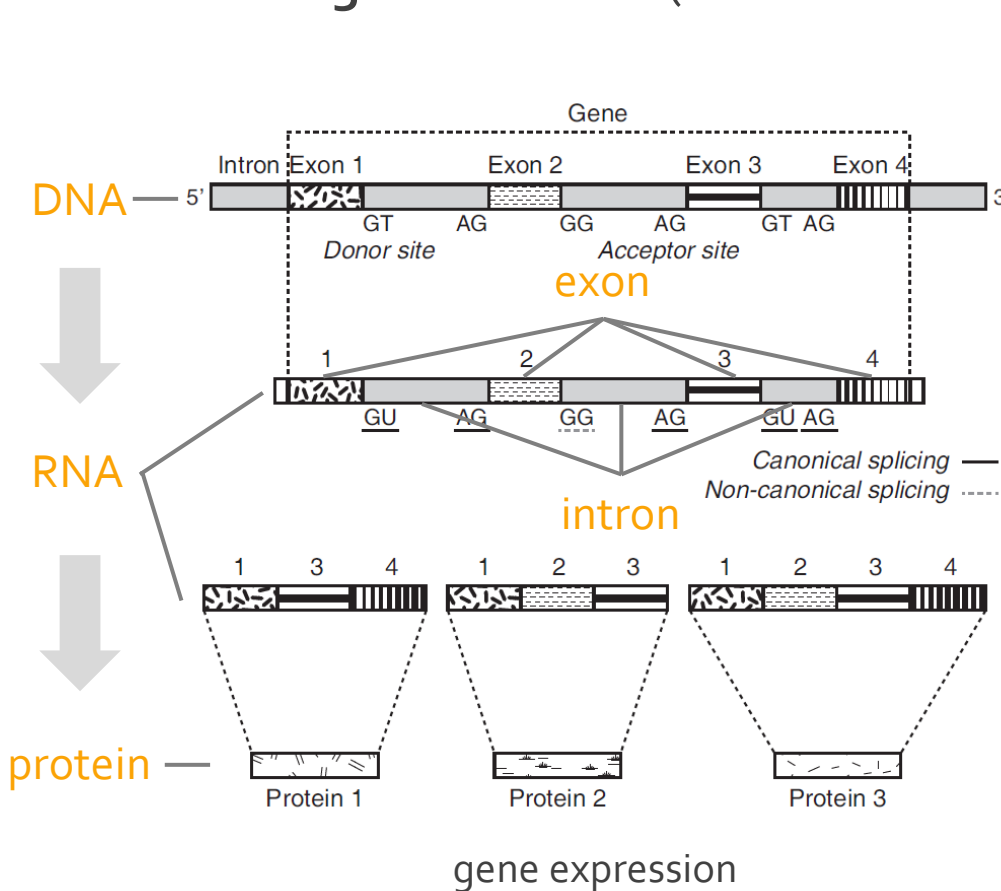 Gene
Intron Exon 1 Exon 2 Exon 3 Exon 4
DNA 5’
GT AG GG AG GT AG
Donor site Acceptor site
exon
1 2 3 4
GU AG GG AG GU AG
RNA
Canonical splicing
Non-canonical splicing
intron
1 3 4 1 2 3 1 2 3 4
protein
Protein 1 Protein 2 Protein 3
gene expression